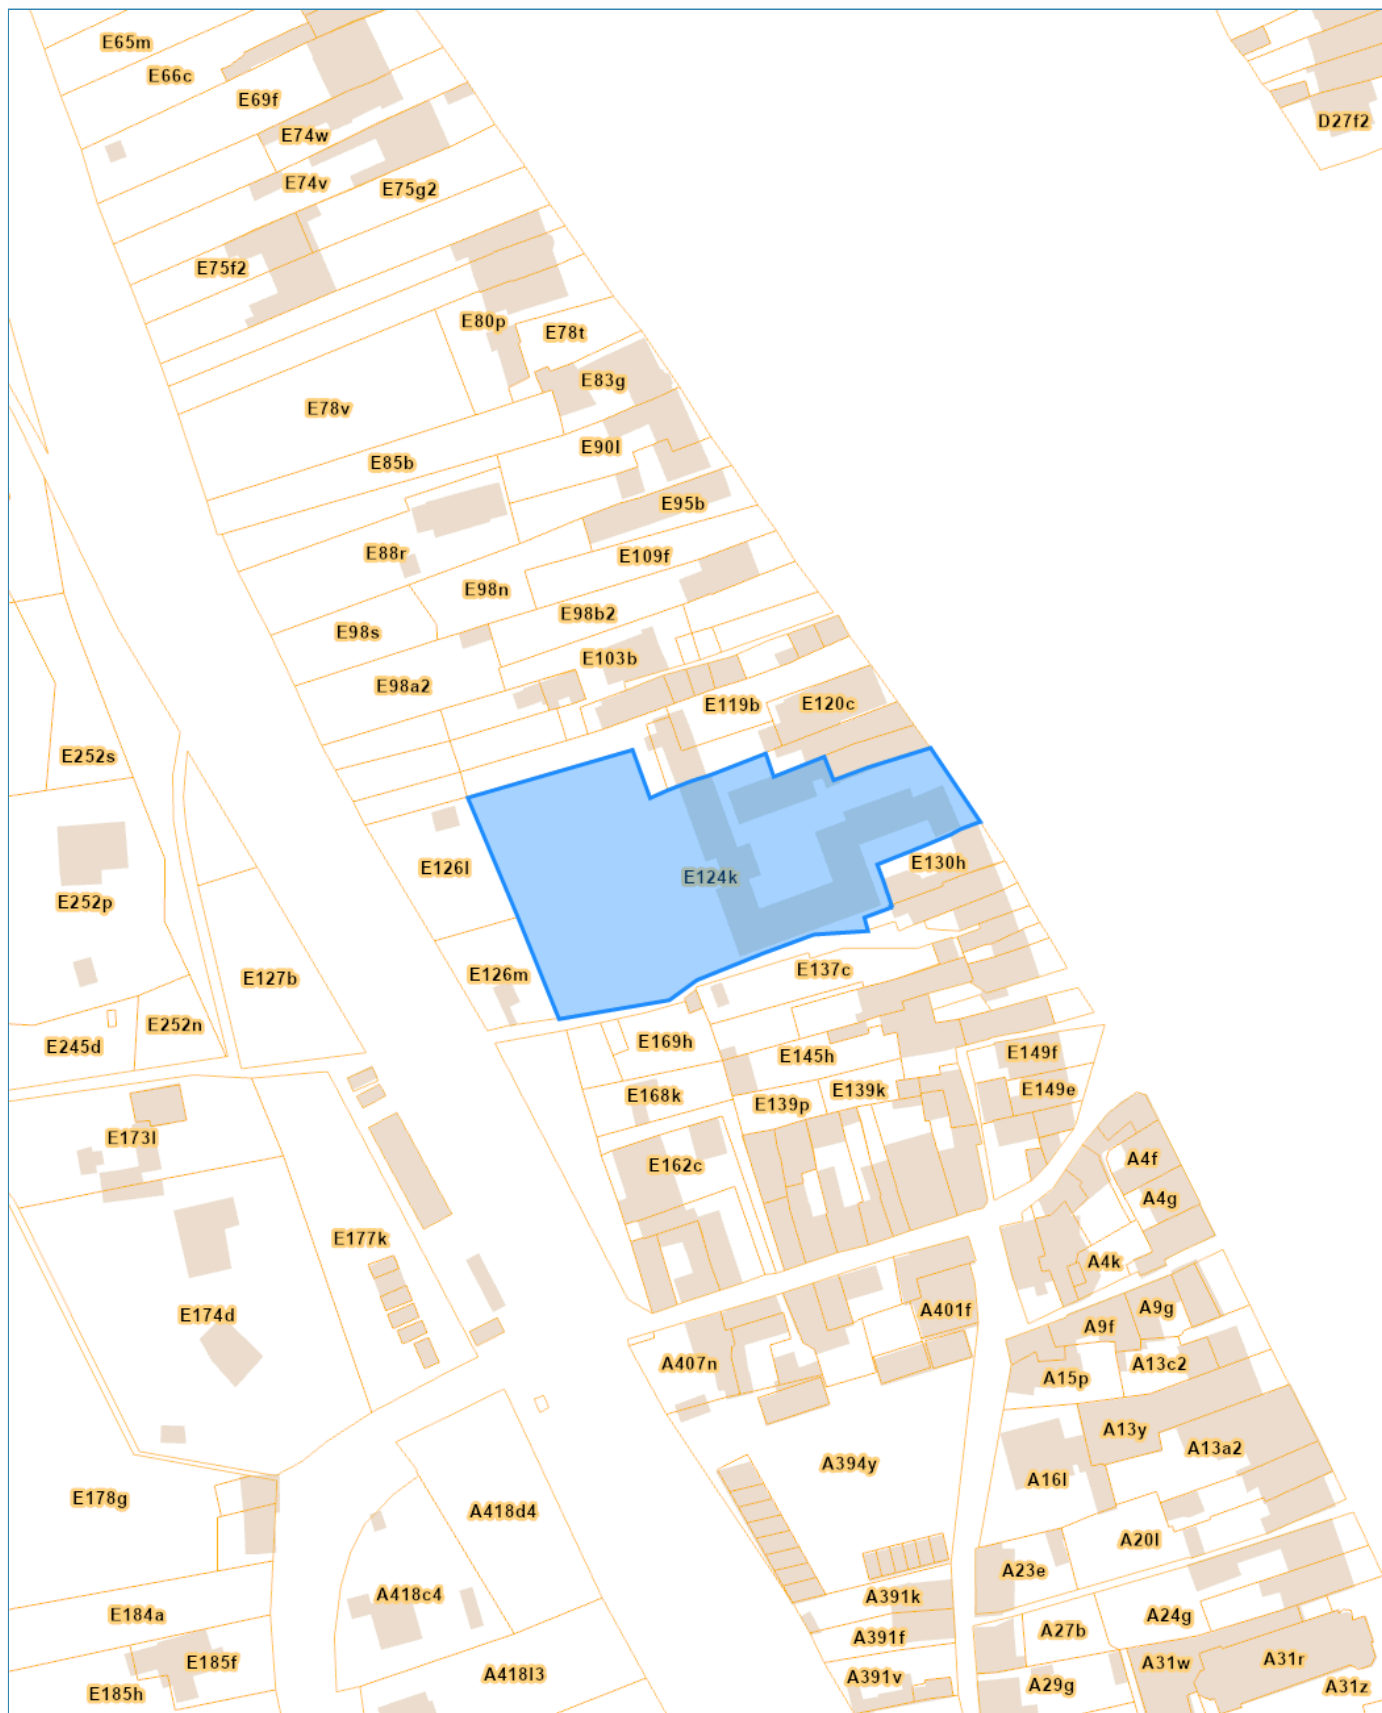 E65m
E66c
E69f
D27f2
E74w
E74v
E75g2
E75f2
E80p
E78t
E83g
E78v
E90l
E85b
E95b
E88r
E109f
E98n
E98b2
E98s
E103b
E98a2
E119b
E120c
E252s
E126l
E124k
E130h
E252p
E126m
E137c
E127b
E252n
E245d
E169h
E145h
E149f
E168k
E139p
E139k
E149e
E173l
E162c
A4f
A4g
E177k
A4k
E174d
A401f
A9g
A9f
A407n
A15p
A13c2
A13y
A13a2
A394y
A16l
E178g
A418d4
A20l
A23e
A418c4
A391k
E184a
A24g
A27b
A391f
E185f
A31w
A31r
A418l3
A391v
A29g
A31z
E185h